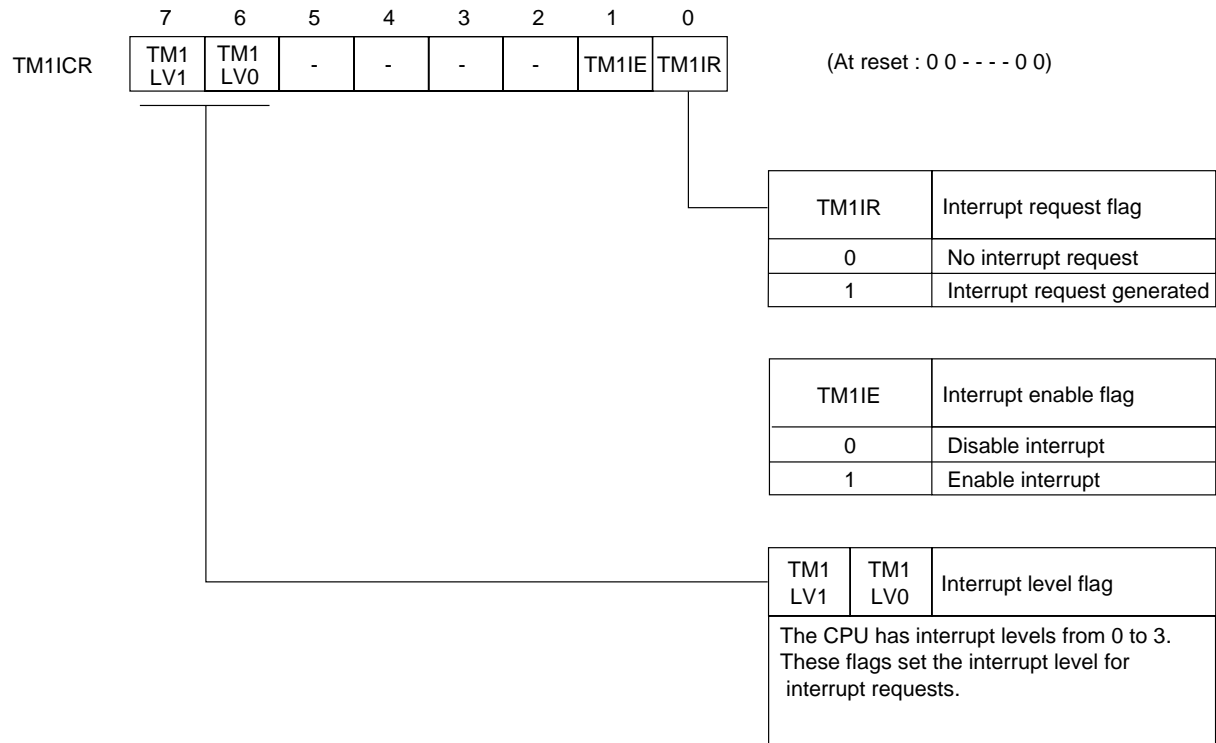 7 6 5 4 3 2 1 0
TM1ICR TM1 LV1 TM1 LV0 - - - - TM1IE TM1IR (At reset : 0 0 - - - - 0 0)
TM1IR Interrupt request flag
0 No interrupt request
1 Interrupt request generated
TM1IE Interrupt enable flag
0 Disable interrupt
1 Enable interrupt
TM1 LV1 TM1 LV0 Interrupt level flag
The CPU has interrupt levels from 0 to 3.
These flags set the interrupt level for
interrupt requests.